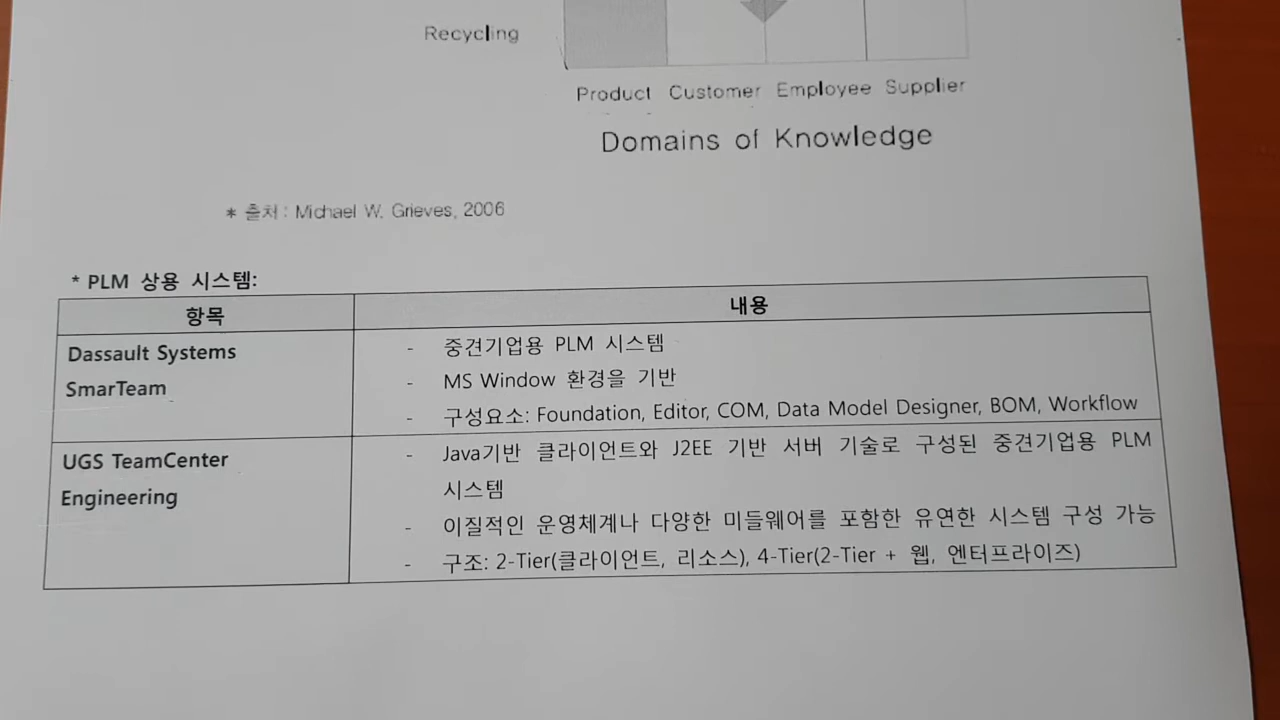 Recycling
Product Customer Employee Supplier
Domains of Knowledge
* 출처 : Michael W. Grieves, 2006
* PLM 상용 시스템:
항목
내용
Dassault Systems
SmarTeam
- 중견기업용 PLM 시스템
- MS Window 환경을 기반
- 구성요소: Foundation, Editor, COM, Data Model Designer, BOM, Workflow
UGS TeamCenter
Engineering
- Java기반 클라이언트와 J2EE 기반 서버 기술로 구성된 중견기업용 PLM
시스템
- 이질적인 운영체계나 다양한 미들웨어를 포함한 유연한 시스템 구성 가능
- 구조: 2-Tier(클라이언트, 리소스), 4-Tier(2-Tier + 웹, 엔터프라이즈)